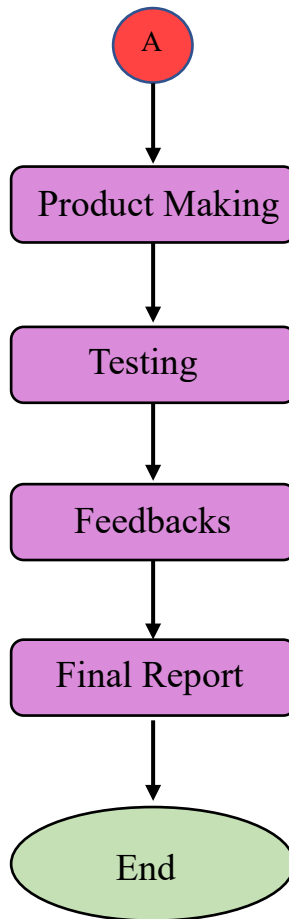 A
Product Making
Testing
Feedbacks
Final Report
End